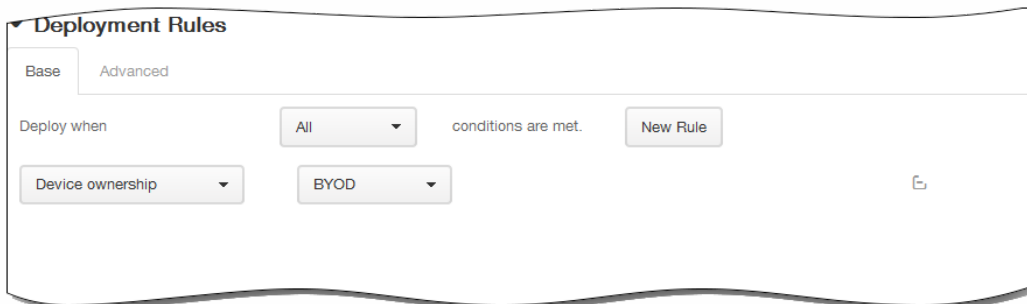 Deployment Rules
Base Advanced
Deploy when All conditions are met. New Rule
Device ownership BYOD